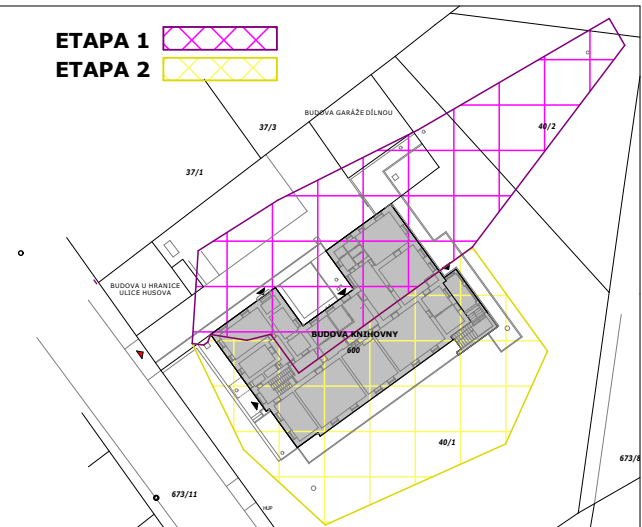 ETAPA 1
ETAPA 2
BUDOVA GARÁŽE DÍLNOU
37/3
40/2
37/1
BUDOVA U HRANICE
ULICE HUSOVA
BUDOVA KNIHOVNY
600
40/1
673/8
673/11
HUP